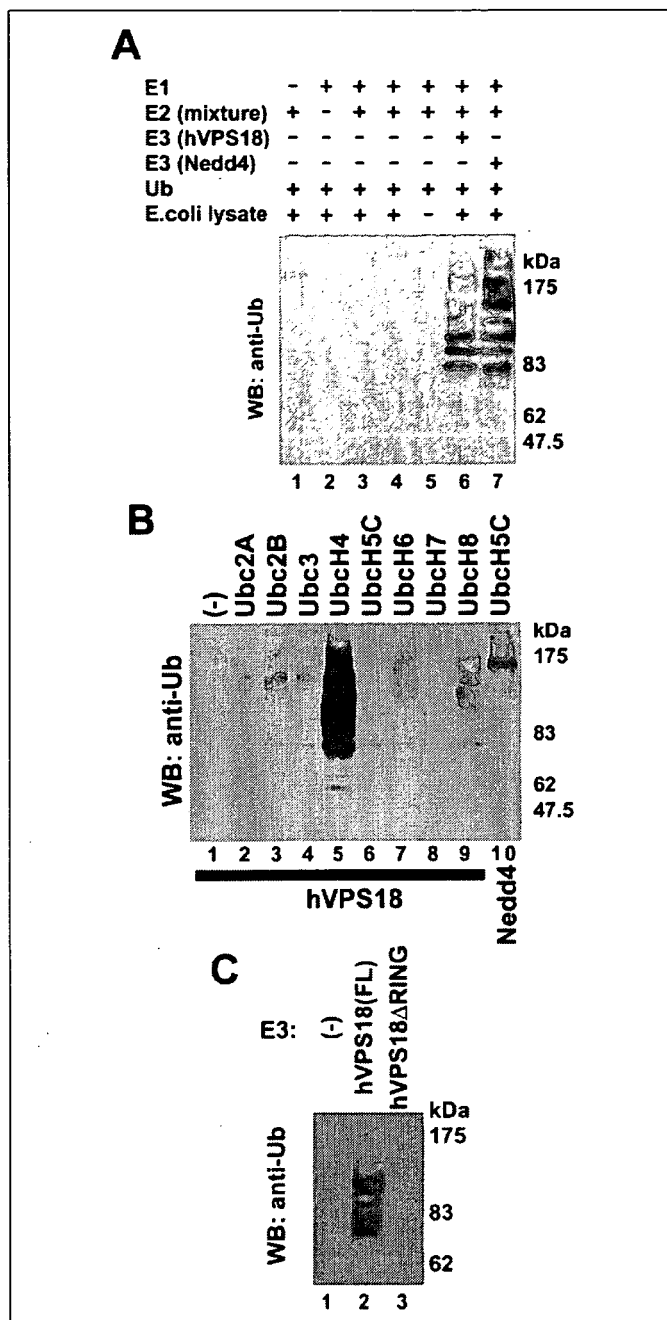 A
E1 - + + + + + +
E2 (mixture) + - + + + + +
E3 (hVPS18) - - - - - + -
E3 (Nedd4) - - - - - - +
Ub + + + + + + +
E.coli lysate + + + + - + +
WB: anti-Ub
kDa
175
83
62
47.5
1 2 3 4 5 6 7
B
(-) Ubc2A Ubc2B Ubc3 UbcH4 UbcH5C UbcH6 UbcH7 UbcH8 UbcH5C
WB: anti-Ub
kDa
175
83
62
47.5
1 2 3 4 5 6 7 8 9 10
hVPS18
Nedd4
C
E3: (-) hVPS18(FL) hVPS18ΔRING
WB: anti-Ub
kDa
175
83
62
1 2 3